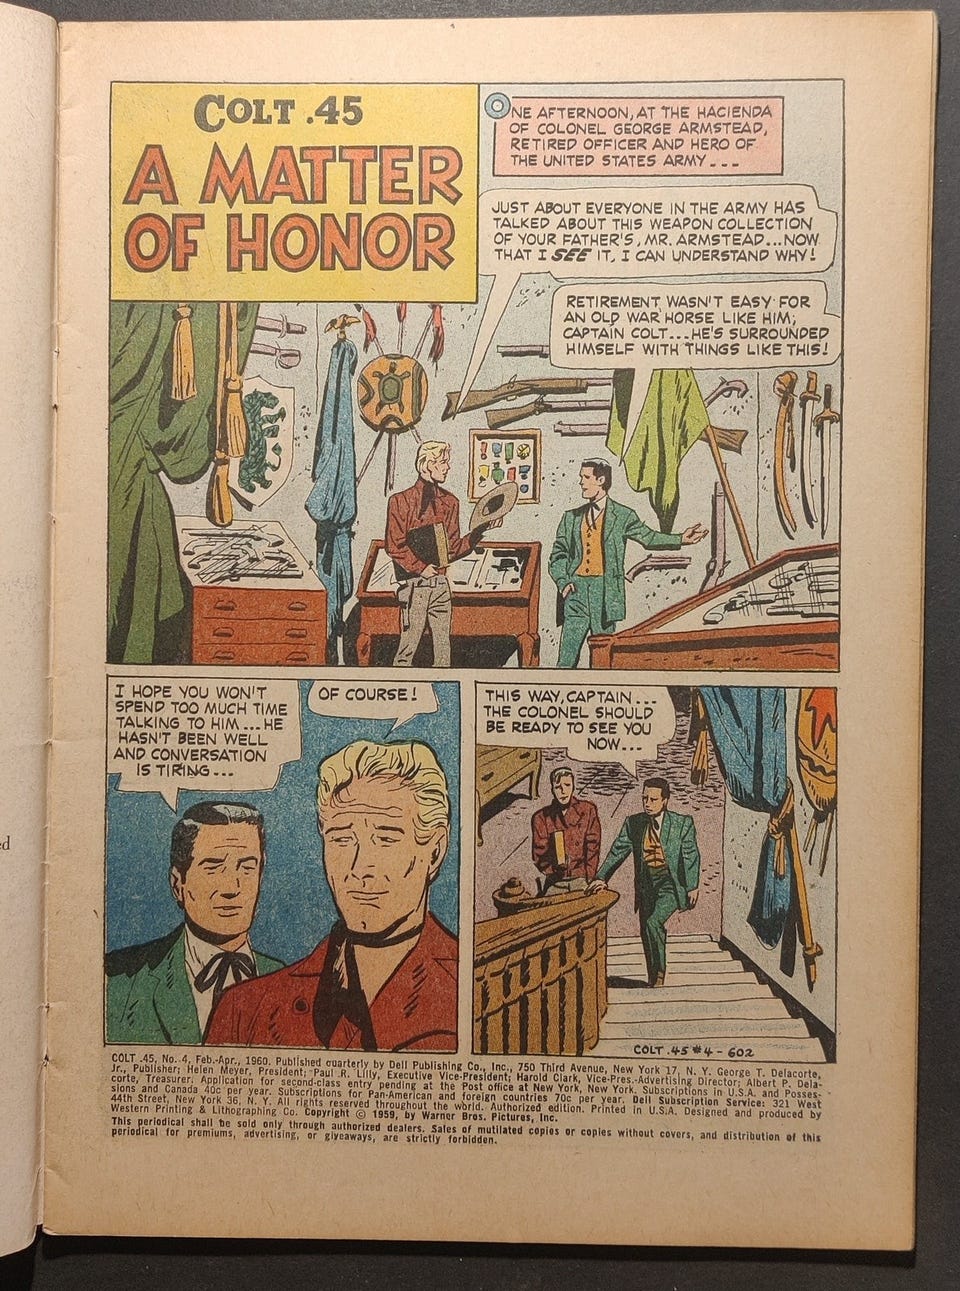 COLT .45
A MATTER
OF HONOR
ONE AFTERNOON, AT THE HACIENDA
OF COLONEL GEORGE ARMSTEAD,
RETIRED OFFICER AND HERO OF
THE UNITED STATES ARMY ---
JUST ABOUT EVERYONE IN THE ARMY HAS
TALKED ABOUT THIS WEAPON COLLECTION
OF YOUR FATHER'S, MR. ARMSTEAD...NOW
THAT I SEE IT, I CAN UNDERSTAND WHY!
RETIREMENT WASN'T EASY FOR
AN OLD WAR HORSE LIKE HIM,
CAPTAIN COLT...HE'S SURROUNDED
HIMSELF WITH THINGS LIKE THIS!
I HOPE YOU WON'T
SPEND TOO MUCH TIME
TALKING TO HIM...HE
HASN'T BEEN WELL
AND CONVERSATION
IS TIRING...
OF COURSE!
THIS WAY, CAPTAIN...
THE COLONEL SHOULD
BE READY TO SEE YOU
NOW...
COLT .45 #4 - 602
COLT .45, No. 4, Feb.-Apr., 1960. Published quarterly by Dell Publishing Co., Inc., 750 Third Avenue, New York 17, N. Y. George T. Delacorte,
Jr., Publisher; Helen Meyer, President; Paul R. Lilly, Executive Vice-President; Harold Clark, Vice-Pres.-Advertising Director; Albert P. Dela-
corte, Treasurer. Application for second-class entry pending at the Post office at New York, New York. Subscriptions in U.S.A. and Posses-
sions and Canada 40c per year. Subscriptions for Pan-American and foreign countries 70c per year. Dell Subscription Service: 321 West
44th Street, New York 36, N. Y. All rights reserved throughout the world. Authorized edition. Printed in U.S.A. Designed and produced by
Western Printing & Lithographing Co. Copyright © 1959, by Warner Bros. Pictures, Inc.
This periodical shall be sold only through authorized dealers. Sales of mutilated copies or copies without covers, and distribution of this
periodical for premiums, advertising, or giveaways, are strictly forbidden.
ed